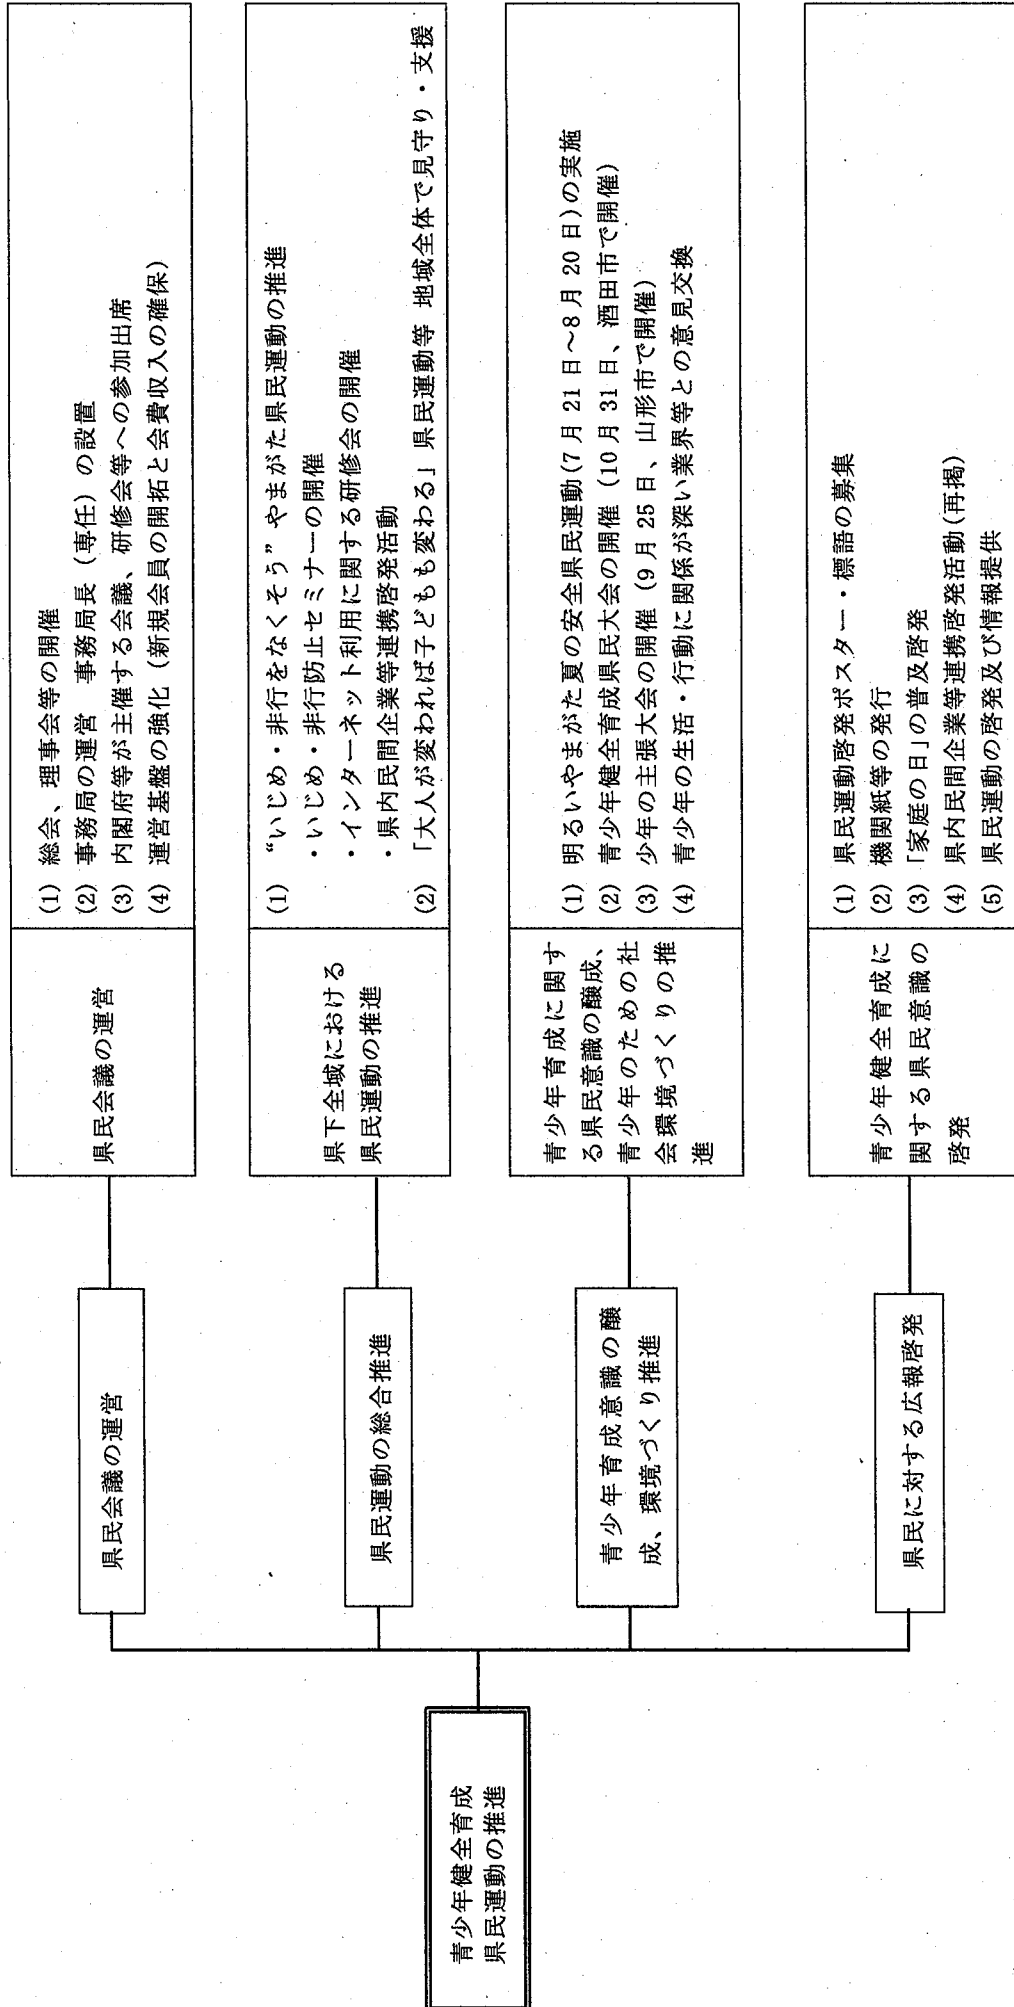 青少年健全育成
県民運動の推進
県民会議の運営
県民会議の運営
(1) 総会、理事会等の開催
(2) 事務局の運営　事務局長（専任）の設置
(3) 内閣府等が主催する会議、研修会等への参加出席
(4) 運営基盤の強化（新規会員の開拓と会費収入の確保）
県民運動の総合推進
県下全域における
県民運動の推進
(1) “いじめ・非行をなくそう”やまがた県民運動の推進
・いじめ・非行防止セミナーの開催
・インターネット利用に関する研修会の開催
・県内民間企業等連携啓発活動
(2) 「大人が変われば子どもも変わる」県民運動等 地域全体で見守り・支援
青少年育成意識の醸
成、環境づくり推進
青少年育成に関す
る県民意識の醸成、
青少年のための社
会環境づくりの推
進
(1) 明るいやまがた夏の安全県民運動(7月21日～8月20日)の実施
(2) 青少年健全育成県民大会の開催（10月31日、酒田市で開催）
(3) 少年の主張大会の開催（9月25日、山形市で開催）
(4) 青少年の生活・行動に関係が深い業界等との意見交換
県民に対する広報啓発
青少年健全育成に
関する県民意識の
啓発
(1) 県民運動啓発ポスター・標語の募集
(2) 機関紙等の発行
(3) 「家庭の日」の普及啓発
(4) 県内民間企業等連携啓発活動(再掲)
(5) 県民運動の啓発及び情報提供